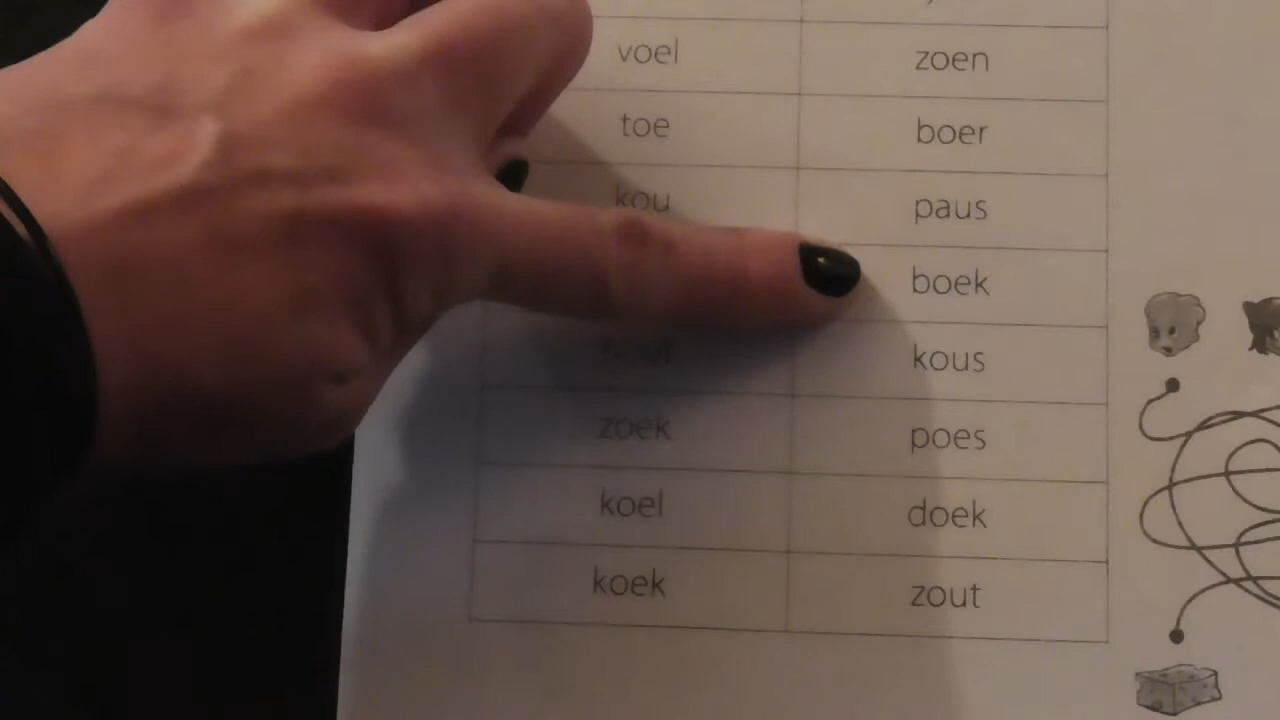 voel zoen
toe boer
kou paus
boek
kous
zoek poes
koel doek
koek zout